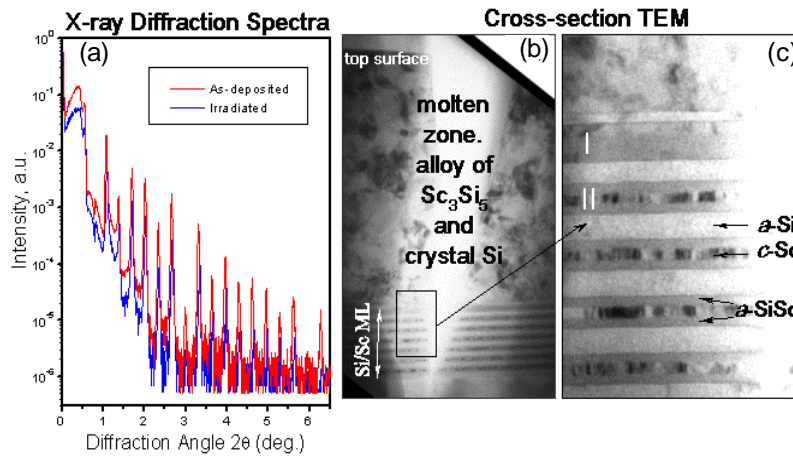 X-ray Diffraction Spectra
Cross-section TEM
(a)
As-deposited
Irradiated
Intensity, a.u.
10⁰
10⁻¹
10⁻²
10⁻³
10⁻⁴
10⁻⁵
10⁻⁶
0 1 2 3 4 5 6
Diffraction Angle 2θ (deg.)
(b)
top surface
molten
zone.
alloy of
Sc₃Si₅
and
crystal Si
Si/Sc ML
(c)
I
II
a-Si
c-Sc
a-SiSc